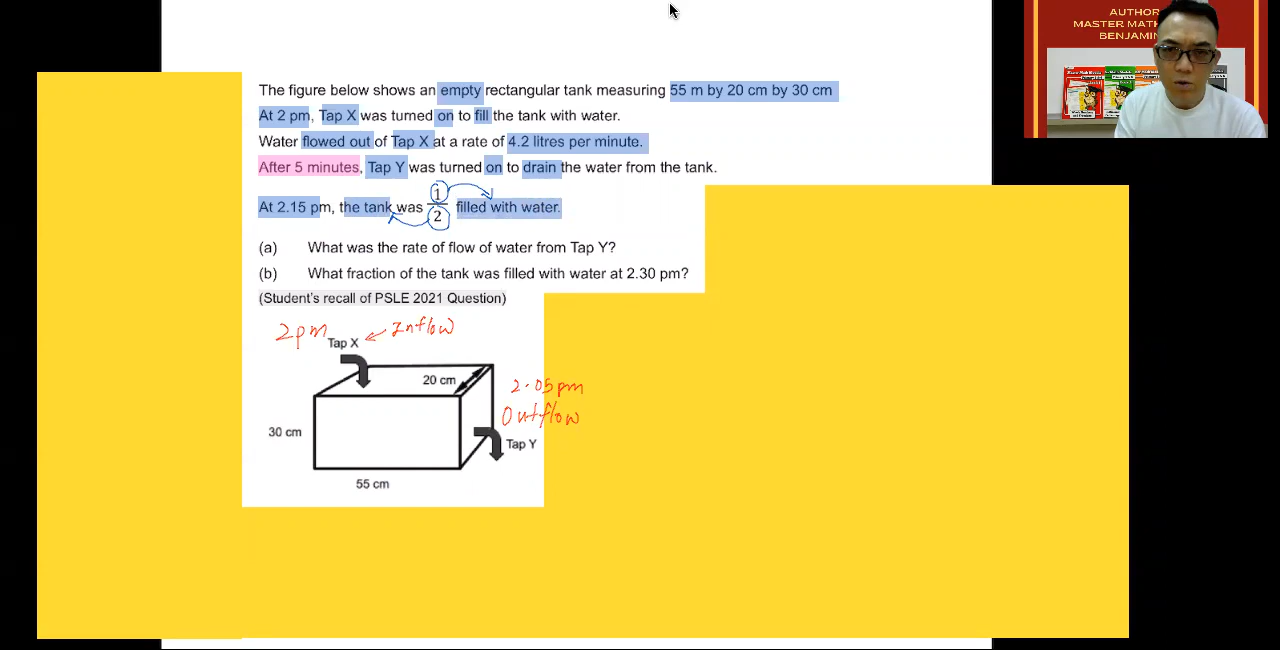 AUTHOR
MASTER MATH
BENJAMIN
The figure below shows an empty rectangular tank measuring 55 m by 20 cm by 30 cm
At 2 pm, Tap X was turned on to fill the tank with water.
Water flowed out of Tap X at a rate of 4.2 litres per minute.
After 5 minutes, Tap Y was turned on to drain the water from the tank.
At 2.15 pm, the tank was 1/2 filled with water.
(a) What was the rate of flow of water from Tap Y?
(b) What fraction of the tank was filled with water at 2.30 pm?
(Student's recall of PSLE 2021 Question)
2pm
Inflow
Tap X
20 cm
2.05pm
Outflow
30 cm
Tap Y
55 cm